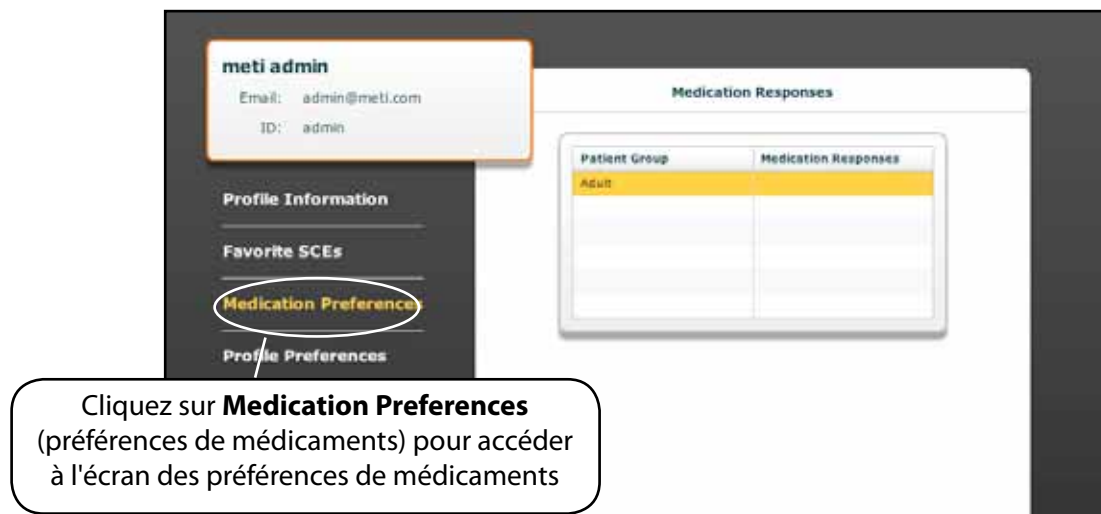 meti admin
Email: admin@meti.com
ID: admin
Profile Information
Favorite SCEs
Medication Preferences
Profile Preferences
Medication Responses
Patient Group Medication Responses
Adult
Cliquez sur Medication Preferences
(préférences de médicaments) pour accéder
à l'écran des préférences de médicaments